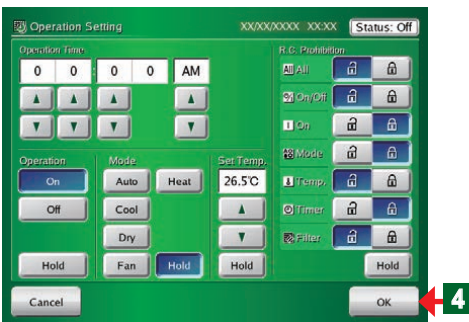 Operation Setting XX/XX/XXXX XX:XX Status: Off
Operation Time
0 0 : 0 0 AM
Operation
On
Off
Hold
Mode
Auto Heat
Cool
Dry
Fan Hold
Set Temp.
26.5℃
Hold
R.C. Prohibition
All All
On/Off
On
Mode
Temp.
Timer
Filter
Hold
Cancel
OK
4